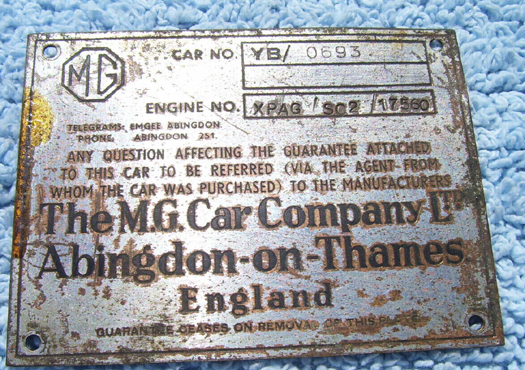 MG CAR NO. YB/ 0693
ENGINE NO. XPAG / SC2 / 17560
TELEGRAMS, EMGEE ABINGDON.
PHONE, ABINGDON 251.
ANY QUESTION AFFECTING THE GUARANTEE ATTACHED
TO THIS CAR TO BE REFERRED (VIA, THE AGENT FROM
WHOM THE CAR WAS PURCHASED) TO THE MANUFACTURERS
The M.G. Car Company LTD
Abingdon-on-Thames.
England
GUARANTEE CEASES ON REMOVAL OF THIS PLATE